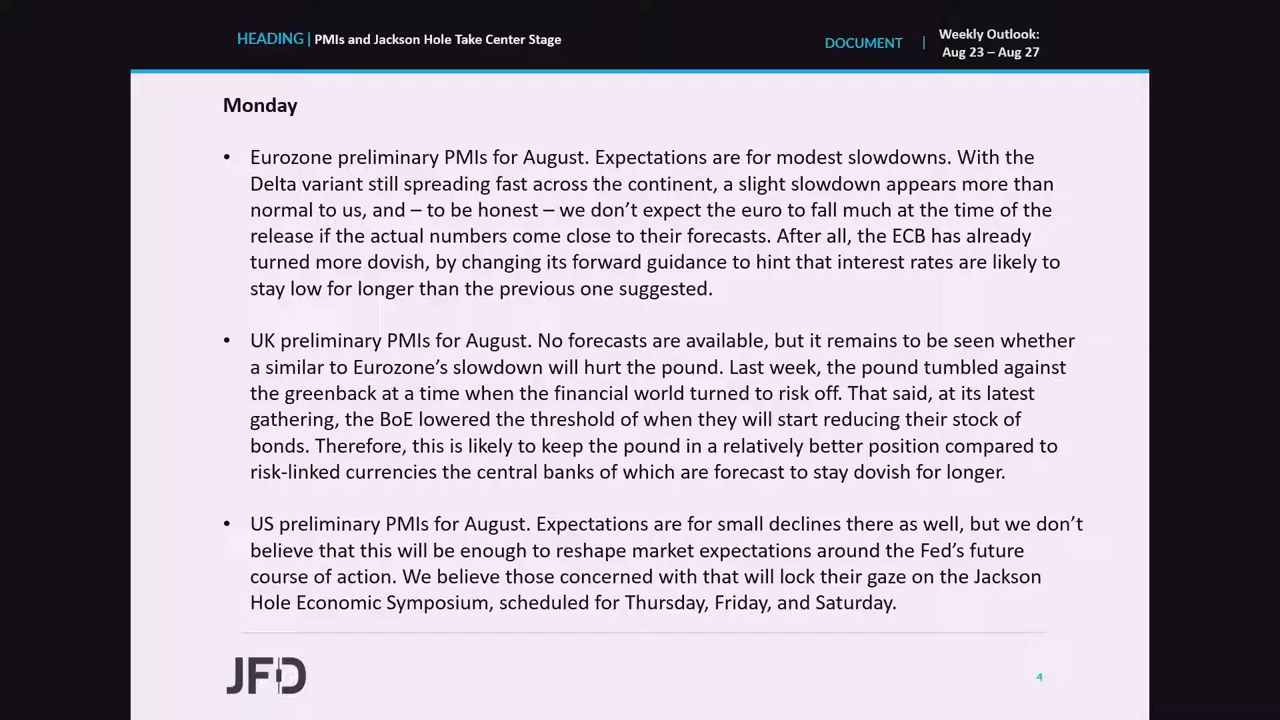 HEADING | PMIs and Jackson Hole Take Center Stage
DOCUMENT | Weekly Outlook:
Aug 23 – Aug 27
Monday
• Eurozone preliminary PMIs for August. Expectations are for modest slowdowns. With the
Delta variant still spreading fast across the continent, a slight slowdown appears more than
normal to us, and – to be honest – we don’t expect the euro to fall much at the time of the
release if the actual numbers come close to their forecasts. After all, the ECB has already
turned more dovish, by changing its forward guidance to hint that interest rates are likely to
stay low for longer than the previous one suggested.
• UK preliminary PMIs for August. No forecasts are available, but it remains to be seen whether
a similar to Eurozone’s slowdown will hurt the pound. Last week, the pound tumbled against
the greenback at a time when the financial world turned to risk off. That said, at its latest
gathering, the BoE lowered the threshold of when they will start reducing their stock of
bonds. Therefore, this is likely to keep the pound in a relatively better position compared to
risk-linked currencies the central banks of which are forecast to stay dovish for longer.
• US preliminary PMIs for August. Expectations are for small declines there as well, but we don’t
believe that this will be enough to reshape market expectations around the Fed’s future
course of action. We believe those concerned with that will lock their gaze on the Jackson
Hole Economic Symposium, scheduled for Thursday, Friday, and Saturday.
JFD
4